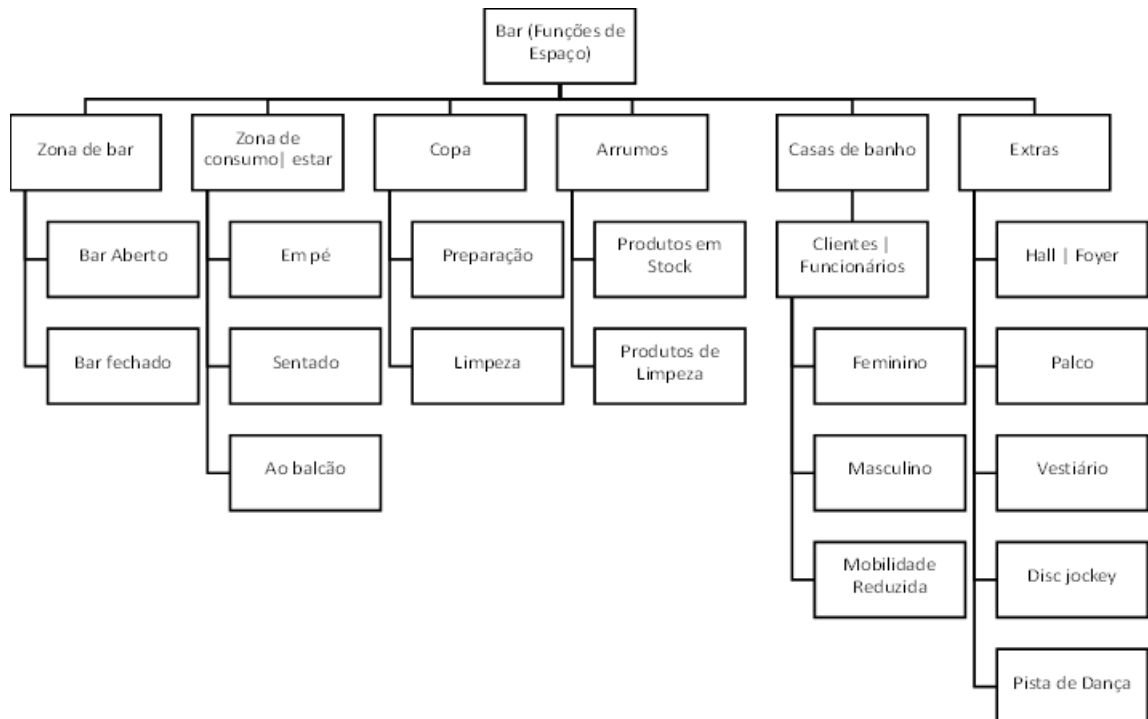 Bar (Funções de
Espaço)
Zona de bar
Zona de
consumo| estar
Copa
Arrumos
Casas de banho
Extras
Bar Aberto
Em pé
Preparação
Produtos em
Stock
Clientes |
Funcionários
Hall | Foyer
Bar fechado
Sentado
Limpeza
Produtos de
Limpeza
Feminino
Palco
Ao balcão
Masculino
Vestiário
Mobilidade
Reduzida
Disc jockey
Pista de Dança